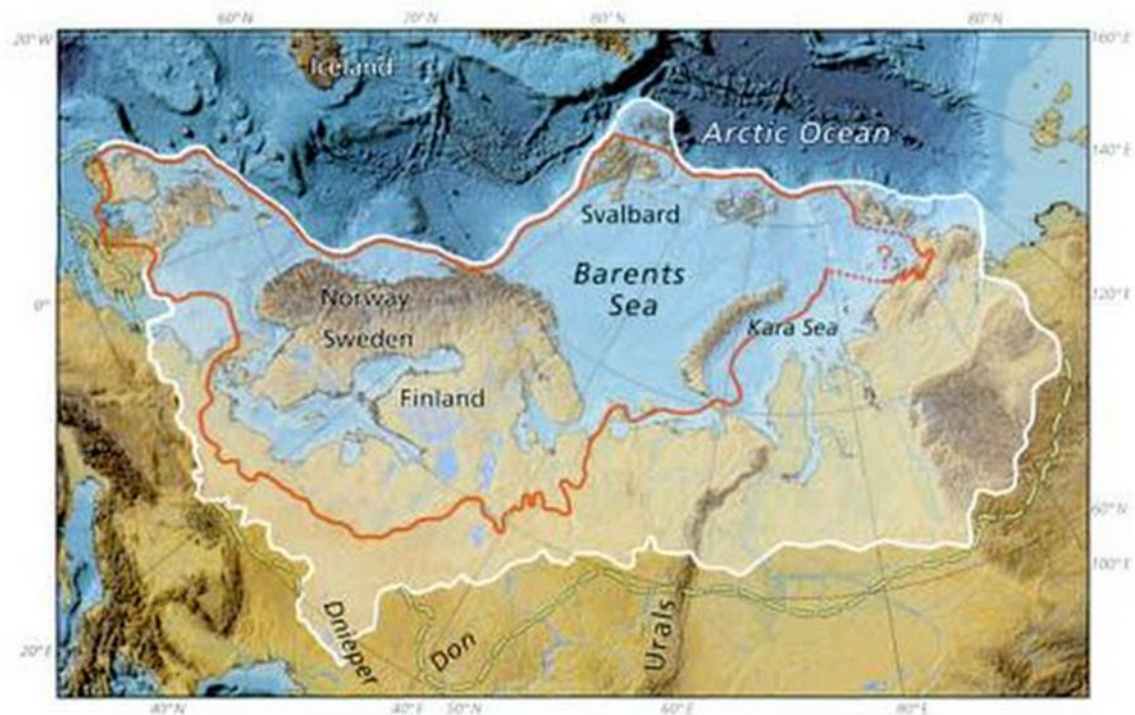 60°N 70°N 80°N 80°N
20°W
160°E
Iceland
Arctic Ocean
140°E
Svalbard
Barents
Sea
?
Norway
0°
120°E
Kara Sea
Sweden
Finland
60°N
100°E
Dnieper
Don
Urals
20°E
40°N 40°E 50°N 60°E 80°E